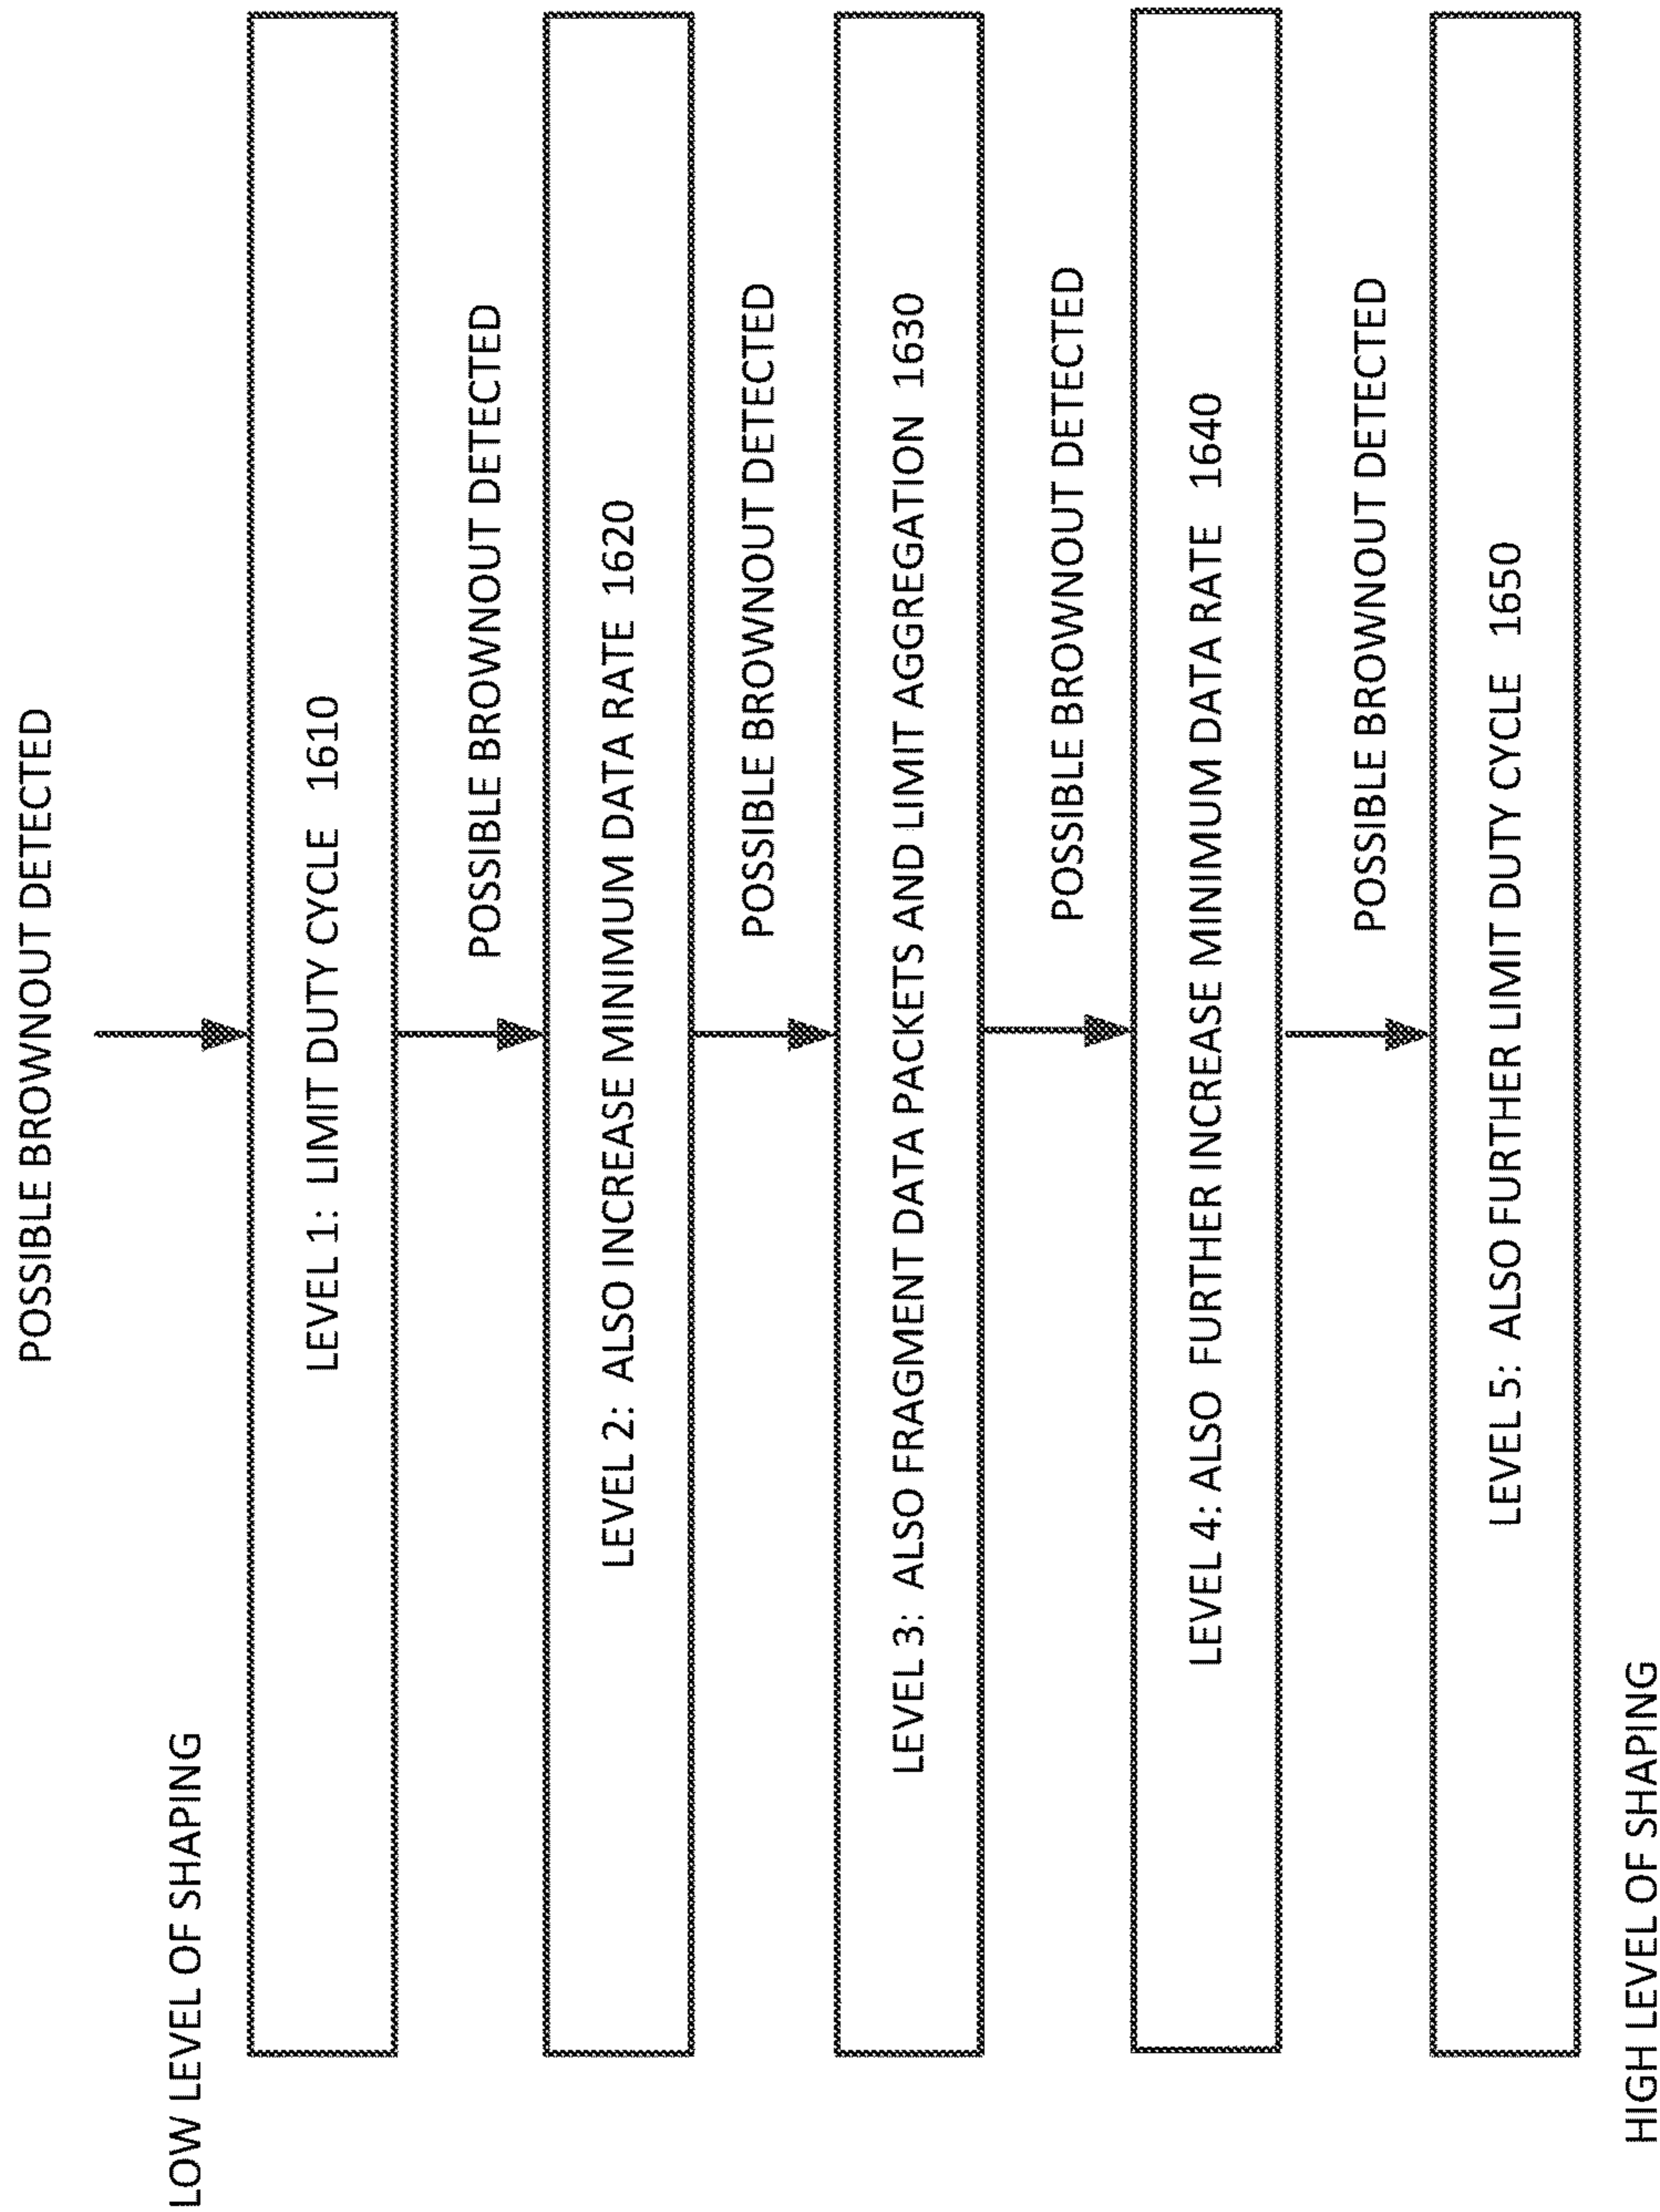 POSSIBLE BROWNOUT DETECTED
LOW LEVEL OF SHAPING
LEVEL 1: LIMIT DUTY CYCLE 1610
POSSIBLE BROWNOUT DETECTED
LEVEL 2: ALSO INCREASE MINIMUM DATA RATE 1620
POSSIBLE BROWNOUT DETECTED
LEVEL 3: ALSO FRAGMENT DATA PACKETS AND LIMIT AGGREGATION 1630
POSSIBLE BROWNOUT DETECTED
LEVEL 4: ALSO FURTHER INCREASE MINIMUM DATA RATE 1640
POSSIBLE BROWNOUT DETECTED
LEVEL 5: ALSO FURTHER LIMIT DUTY CYCLE 1650
HIGH LEVEL OF SHAPING